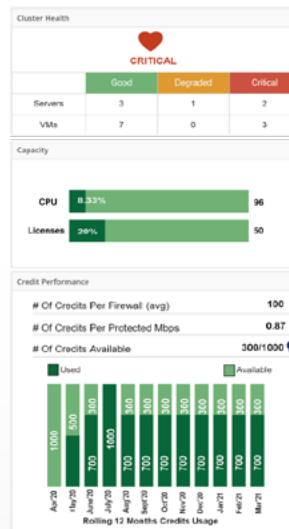 Cluster Health
CRITICAL
Good Degraded Critical
Servers 3 1 2
VMs 7 0 3
Capacity
CPU 8.33% 96
Licenses 20% 50
Credit Performance
# Of Credits Per Firewall (avg) 100
# Of Credits Per Protected Mbps 0.87
# Of Credits Available 300/1000
Used Available
1000 500 300 300 300 300 300 300 300 300 300
700 1000 700 700 700 700 700 700 700 700
Apr'20 May'20 June'20 July'20 Aug'20 Sept'20 Oct'20 Nov'20 Dec'20 Jan'21 Feb'21 Mar'21
Rolling 12 Months Credits Usage